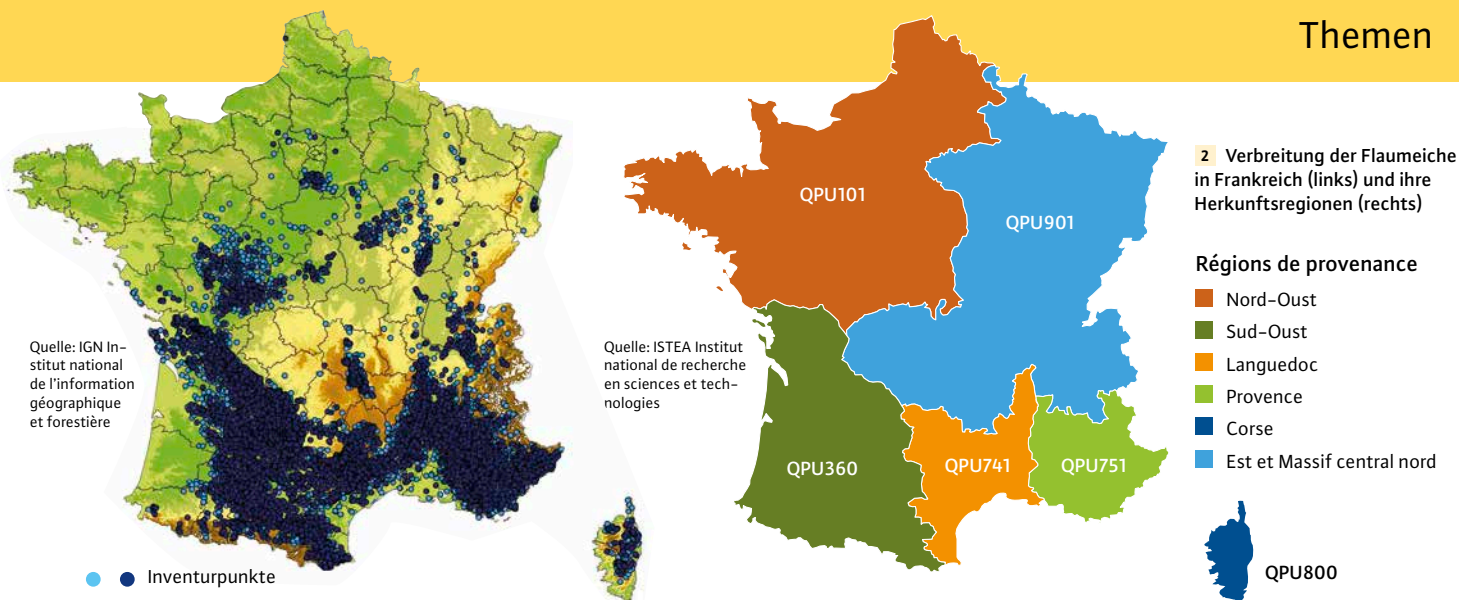 Themen
Quelle: IGN In-
stitut national
de l'information
géographique
et forestière
Inventurpunkte
Quelle: ISTEA Institut
national de recherche
en sciences et tech-
nologies
QPU101
QPU901
QPU360
QPU741
QPU751
QPU800
2 Verbreitung der Flaumeiche
in Frankreich (links) und ihre
Herkunftsregionen (rechts)
Régions de provenance
Nord-Oust
Sud-Oust
Languedoc
Provence
Corse
Est et Massif central nord